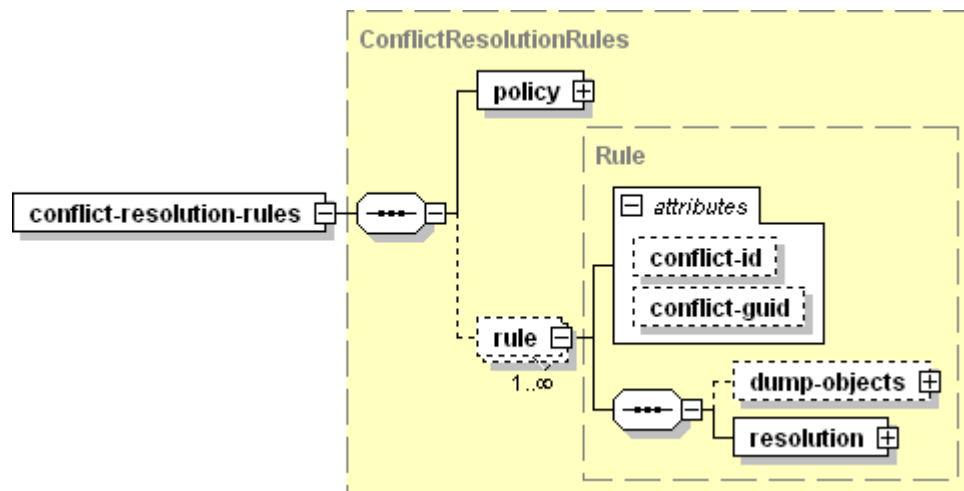 ConflictResolutionRules
policy
Rule
conflict-resolution-rules
attributes
conflict-id
conflict-guid
rule
1..∞
dump-objects
resolution